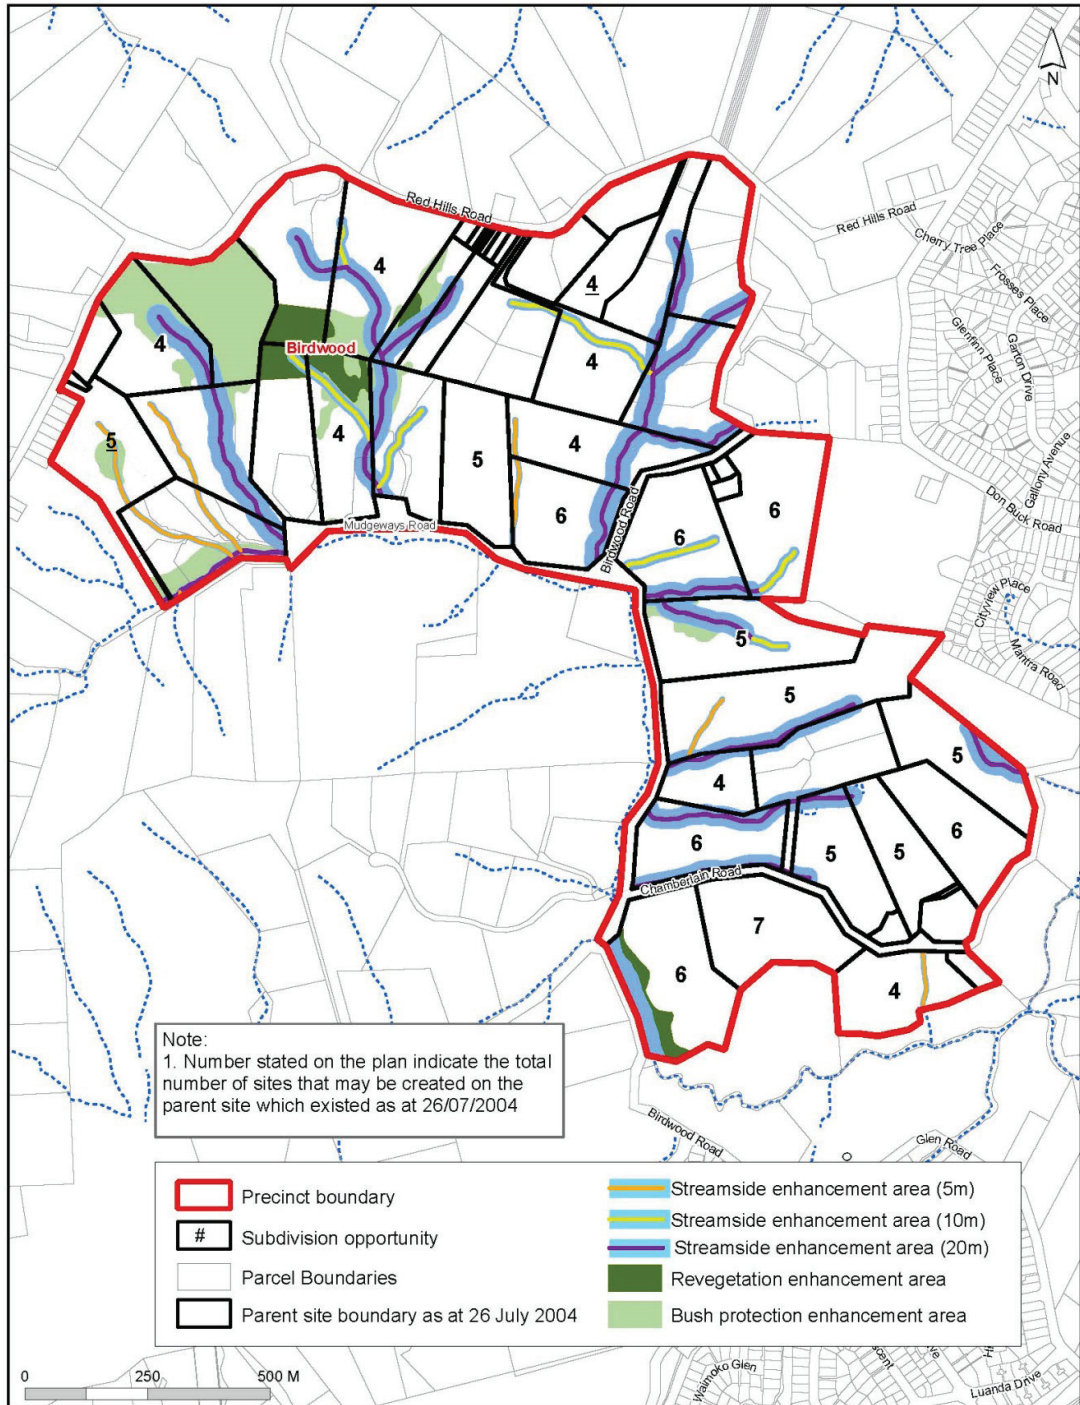 N
Red Hills Road
Red Hills Road
Cherry Tree Place
Frosses Place
Glenfinn Place
Garton Drive
4
4
4
Birdwood
4
4
5
4
5
4
Gallony Avenue
Don Buck Road
6
6
6
Mudgeways Road
Birdwood Road
Cityview Place
Mantra Road
5
5
5
4
6
6
5
5
Chamberlain Road
7
6
4
Note:
1. Number stated on the plan indicate the total
number of sites that may be created on the
parent site which existed as at 26/07/2004
Birdwood Road
Glen Road
Precinct boundary
# Subdivision opportunity
Parcel Boundaries
Parent site boundary as at 26 July 2004
Streamside enhancement area (5m)
Streamside enhancement area (10m)
Streamside enhancement area (20m)
Revegetation enhancement area
Bush protection enhancement area
0 250 500 M
Waimoko Glen
Luanda Drive